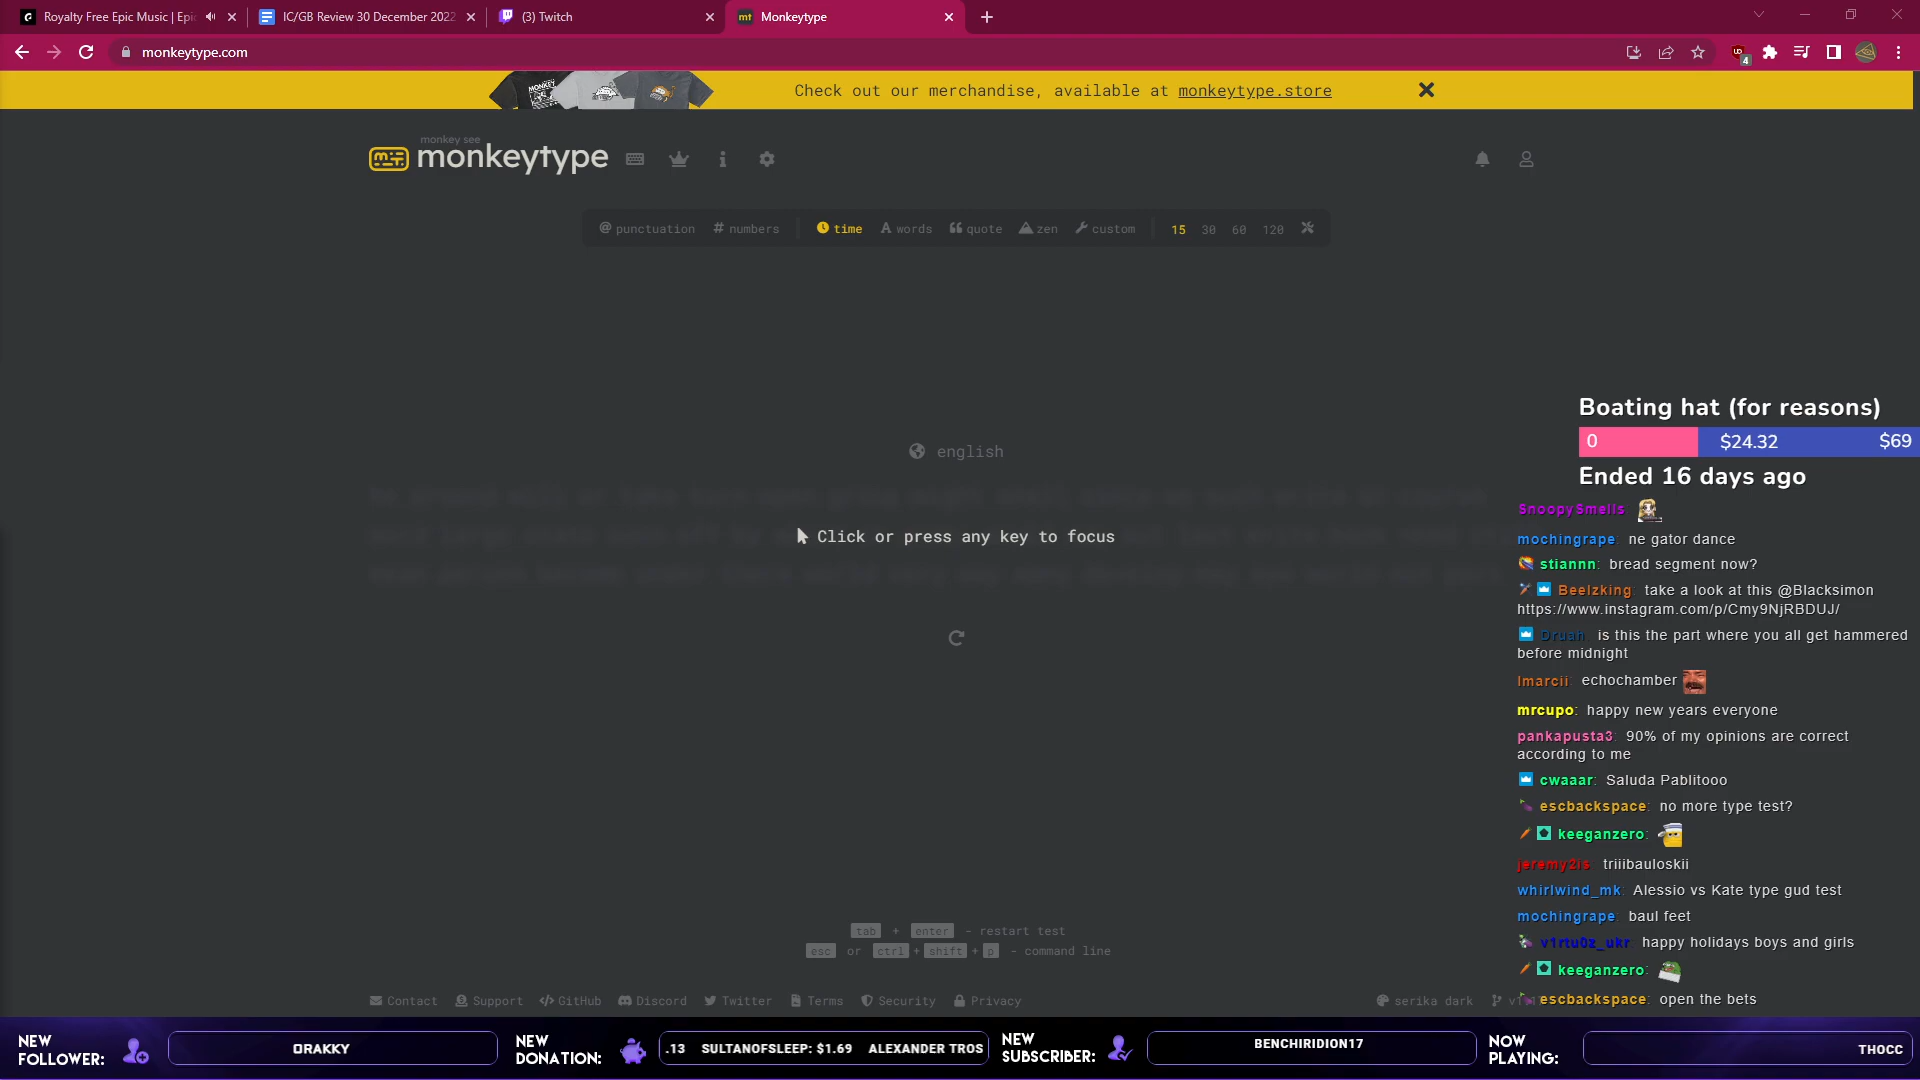 Royalty Free Epic Music | Epic
IC/GB Review 30 December 2022
(3) Twitch
mt Monkeytype
monkeytype.com
4
Check out our merchandise, available at monkeytype.store
monkey see
monkeytype
@ punctuation # numbers time A words quote zen custom 15 30 60 120
english
Click or press any key to focus
tab + enter - restart test
esc or ctrl + shift + p - command line
Contact Support GitHub Discord Twitter Terms Security Privacy
serika dark
Boating hat (for reasons)
0 $24.32 $69
Ended 16 days ago
SnoopySmells
mochingrape: ne gator dance
stiannn: bread segment now?
Beelzking: take a look at this @Blacksimon
https://www.instagram.com/p/Cmy9NjRBDUJ/
Druah: is this the part where you all get hammered
before midnight
lmarcii: echochamber
mrcupo: happy new years everyone
pankapusta3: 90% of my opinions are correct
according to me
cwaaar: Saluda Pablitooo
escbackspace: no more type test?
keeganzero:
jeremy2is triiibauloskii
whirlwind_mk: Alessio vs Kate type gud test
mochingrape: baul feet
v1rtu0z_ukr: happy holidays boys and girls
keeganzero:
escbackspace: open the bets
NEW
FOLLOWER:
ORAKKY
NEW
DONATION:
.13 SULTANOFSLEEP: $1.69 ALEXANDER TROS
NEW
SUBSCRIBER:
BENCHIRIDION17
NOW
PLAYING:
THOCC